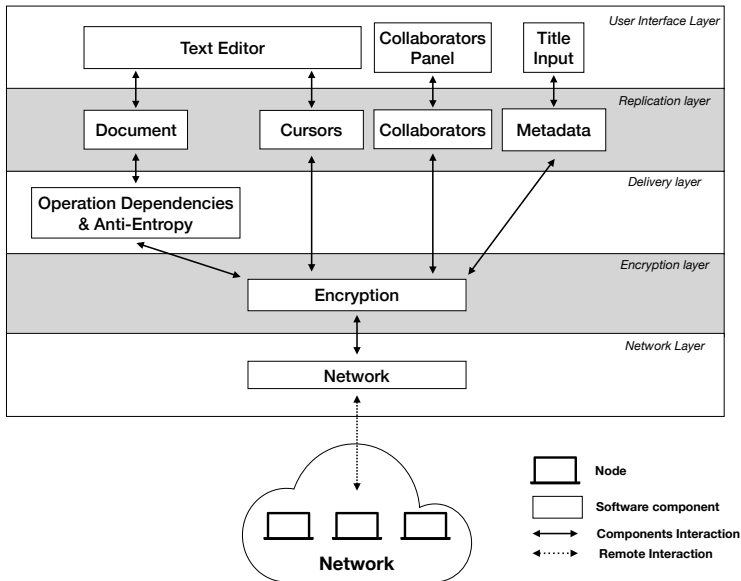 User Interface Layer
Text Editor
Collaborators
Panel
Title
Input
Replication layer
Document
Cursors
Collaborators
Metadata
Delivery layer
Operation Dependencies
& Anti-Entropy
Encryption layer
Encryption
Network Layer
Network
Node
Software component
Components Interaction
Remote Interaction
Network